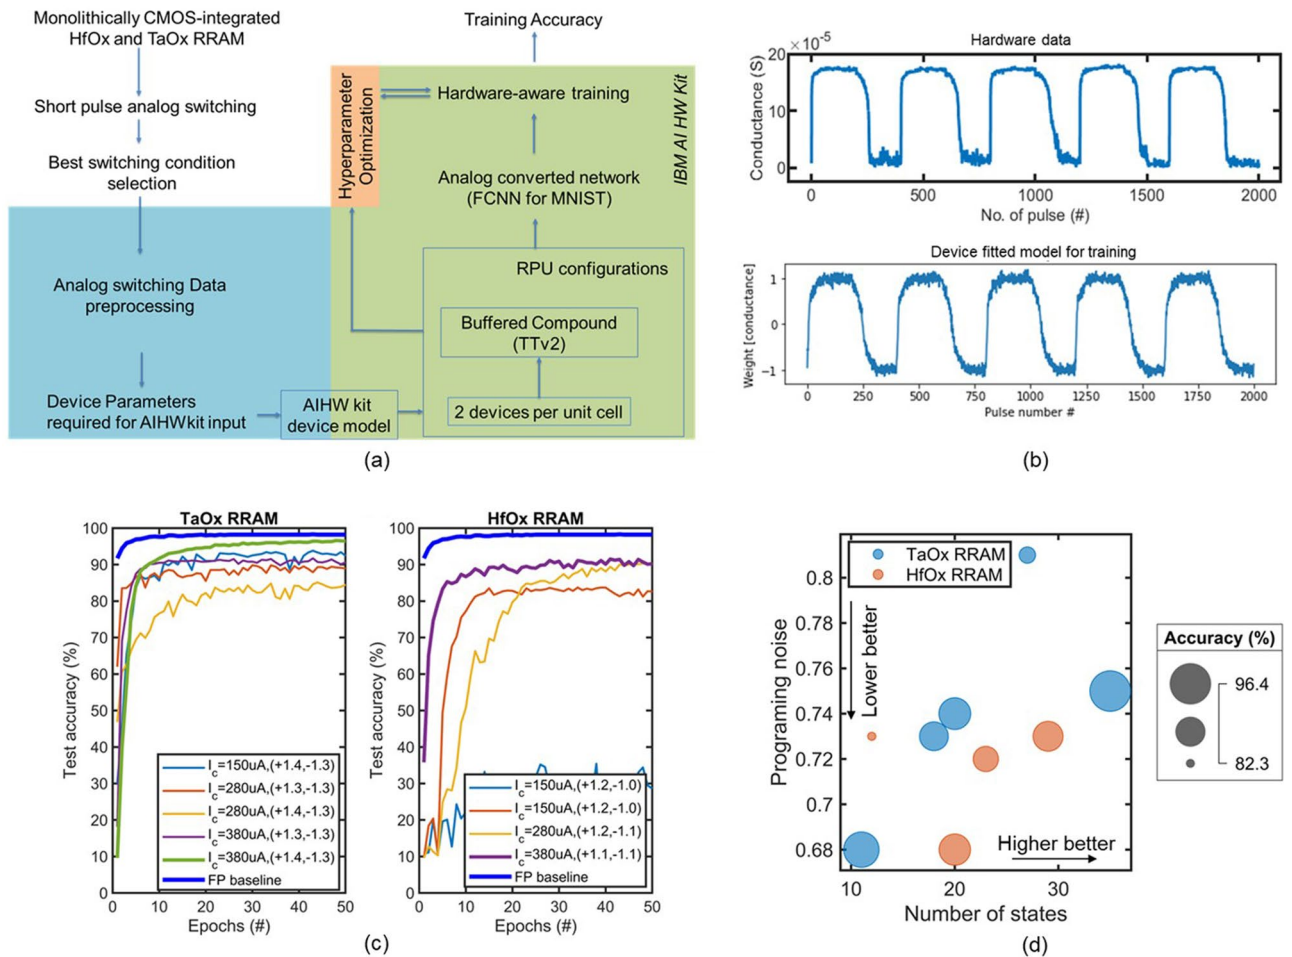 Monolithically CMOS-integrated
HfOx and TaOx RRAM
Short pulse analog switching
Best switching condition
selection
Analog switching Data
preprocessing
Device Parameters
required for AIHWkit input
AIHW kit
device model
Training Accuracy
Hyperparameter
Optimization
Hardware-aware training
IBM AI HW Kit
Analog converted network
(FCNN for MNIST)
RPU configurations
Buffered Compound
(TTv2)
2 devices per unit cell
(a)
Hardware data
×10^-5
Conductance (S)
20
10
0
0 500 1000 1500 2000
No. of pulse (#)
Device fitted model for training
Weight [conductance]
1
0
-1
0 250 500 750 1000 1250 1500 1750 2000
Pulse number #
(b)
TaOx RRAM
Test accuracy (%)
100
90
80
70
60
50
40
30
20
10
0
I_c=150uA,(+1.4,-1.3)
I_c=280uA,(+1.3,-1.3)
I_c=280uA,(+1.4,-1.3)
I_c=380uA,(+1.3,-1.3)
I_c=380uA,(+1.4,-1.3)
FP baseline
0 10 20 30 40 50
Epochs (#)
HfOx RRAM
Test accuracy (%)
100
90
80
70
60
50
40
30
20
10
0
I_c=150uA,(+1.2,-1.0)
I_c=150uA,(+1.2,-1.0)
I_c=280uA,(+1.2,-1.1)
I_c=380uA,(+1.1,-1.1)
FP baseline
0 10 20 30 40 50
Epochs (#)
(c)
TaOx RRAM
HfOx RRAM
Programing noise
0.8
0.78
0.76
0.74
0.72
0.7
0.68
Lower better
Higher better
10 20 30
Number of states
Accuracy (%)
96.4
82.3
(d)